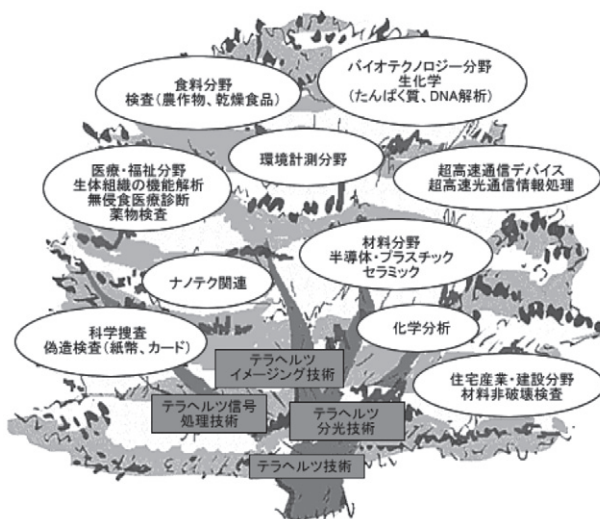 食料分野
検査(農作物、乾燥食品)
バイオテクノロジー分野
生化学
(たんぱく質、DNA解析)
環境計測分野
医療・福祉分野
生体組織の機能解析
無侵食医療診断
薬物検査
超高速通信デバイス
超高速光通信情報処理
材料分野
半導体・プラスチック
セラミック
ナノテク関連
科学捜査
偽造検査(紙幣、カード)
化学分析
テラヘルツ
イメージング技術
住宅産業・建設分野
材料非破壊検査
テラヘルツ信号
処理技術
テラヘルツ
分光技術
テラヘルツ技術